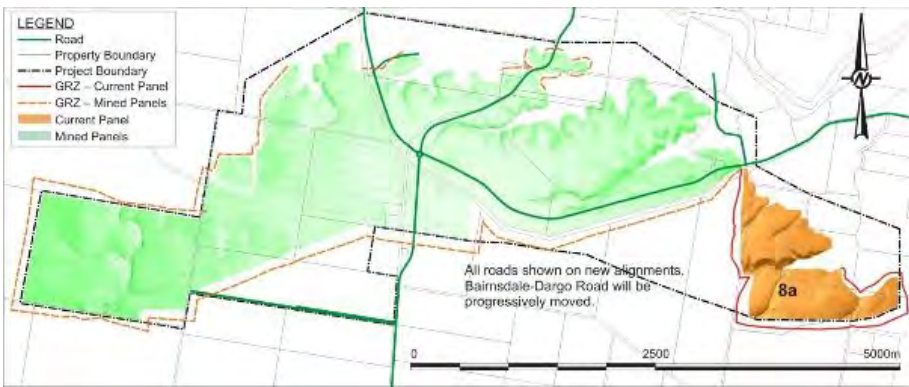 LEGEND
Road
Property Boundary
Project Boundary
GRZ – Current Panel
GRZ – Mined Panels
Current Panel
Mined Panels
N
All roads shown on new alignments.
Bairnsdale-Dargo Road will be
progressively moved.
8a
0 2500 5000m